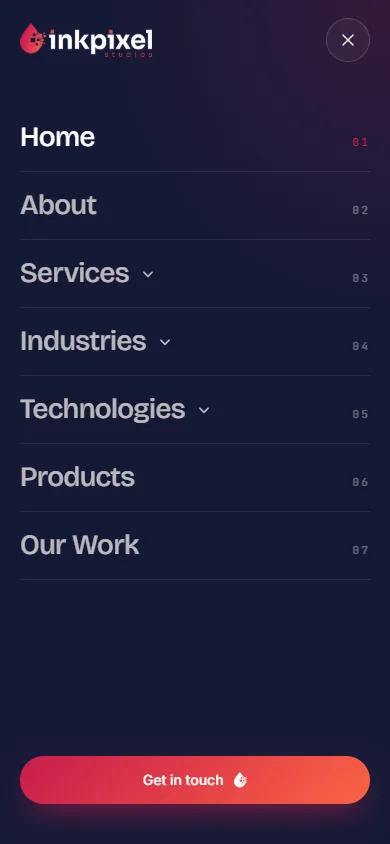 inkpixel
studios
Home 01
About 02
Services 03
Industries 04
Technologies 05
Products 06
Our Work 07
Get in touch